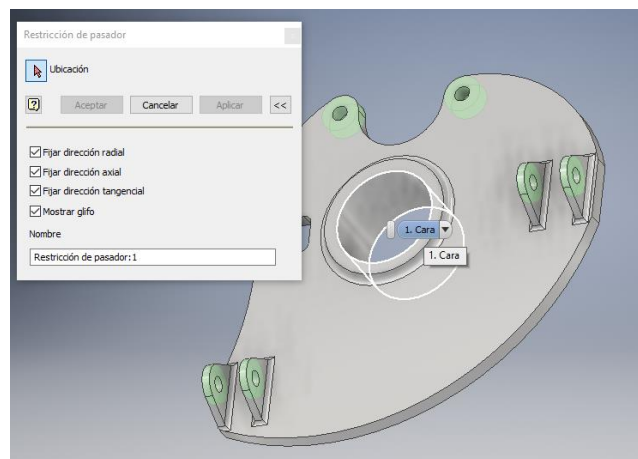 Restricción de pasador
Ubicación
Aceptar Cancelar Aplicar <<
Fijar dirección radial
Fijar dirección axial
Fijar dirección tangencial
Mostrar glifo
Nombre
Restricción de pasador:1
1. Cara
1. Cara